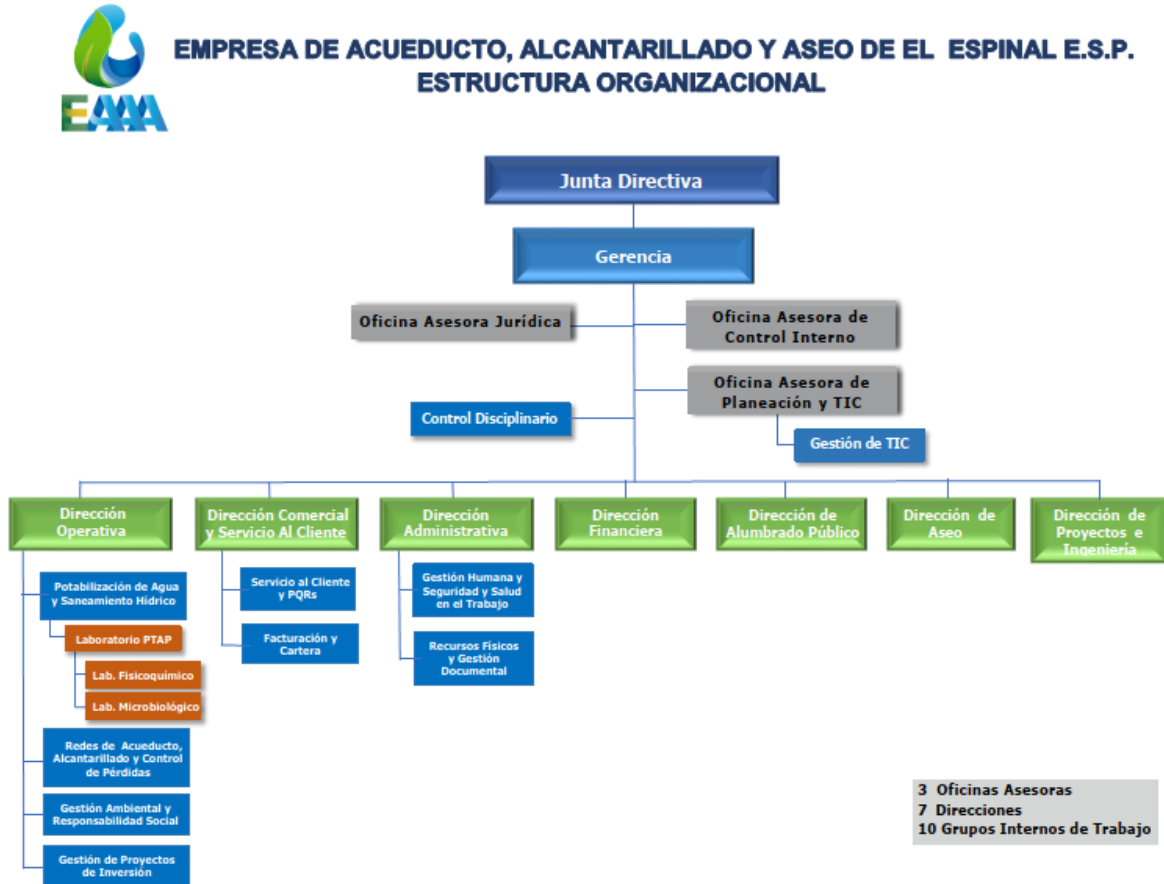 EMPRESA DE ACUEDUCTO, ALCANTARILLADO Y ASEO DE EL ESPINAL E.S.P.
ESTRUCTURA ORGANIZACIONAL
EAAA
Junta Directiva
Gerencia
Oficina Asesora Jurídica
Oficina Asesora de
Control Interno
Oficina Asesora de
Planeación y TIC
Control Disciplinario
Gestión de TIC
Dirección
Operativa
Dirección Comercial
y Servicio Al Cliente
Dirección
Administrativa
Dirección
Financiera
Dirección de
Alumbrado Público
Dirección de
Aseo
Dirección de
Proyectos e
Ingeniería
Potabilización de Agua
y Saneamiento Hídrico
Laboratorio PTAP
Lab. Fisicoquímico
Lab. Microbiológico
Redes de Acueducto,
Alcantarillado y Control
de Pérdidas
Gestión Ambiental y
Responsabilidad Social
Gestión de Proyectos
de Inversión
Servicio al Cliente
y PQRs
Facturación y
Cartera
Gestión Humana y
Seguridad y Salud
en el Trabajo
Recursos Físicos
y Gestión
Documental
3 Oficinas Asesoras
7 Direcciones
10 Grupos Internos de Trabajo